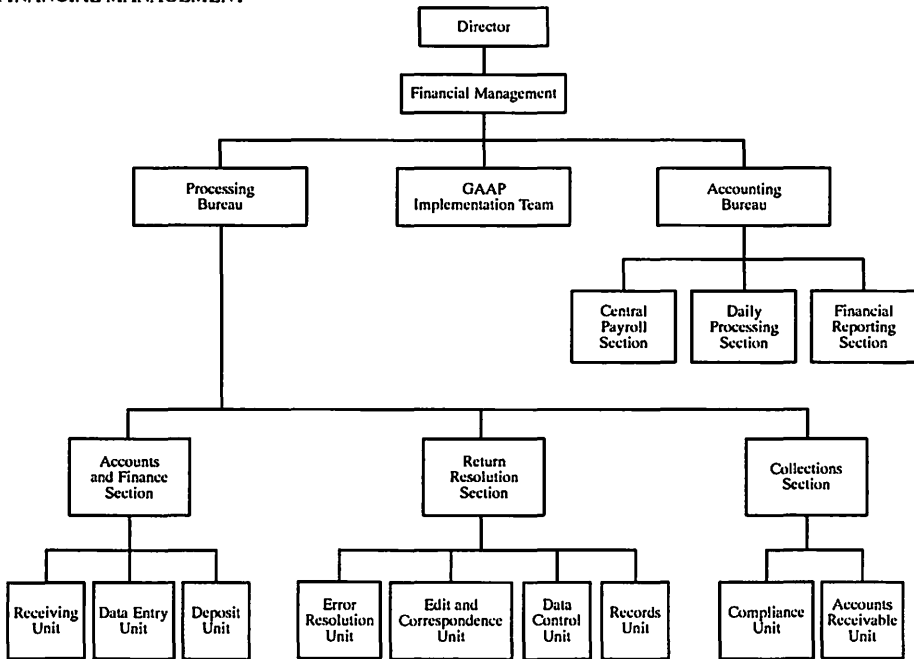 Director
Financial Management
Processing
Bureau
GAAP
Implementation Team
Accounting
Bureau
Central
Payroll
Section
Daily
Processing
Section
Financial
Reporting
Section
Accounts
and Finance
Section
Return
Resolution
Section
Collections
Section
Receiving
Unit
Data Entry
Unit
Deposit
Unit
Error
Resolution
Unit
Edit and
Correspondence
Unit
Data
Control
Unit
Records
Unit
Compliance
Unit
Accounts
Receivable
Unit